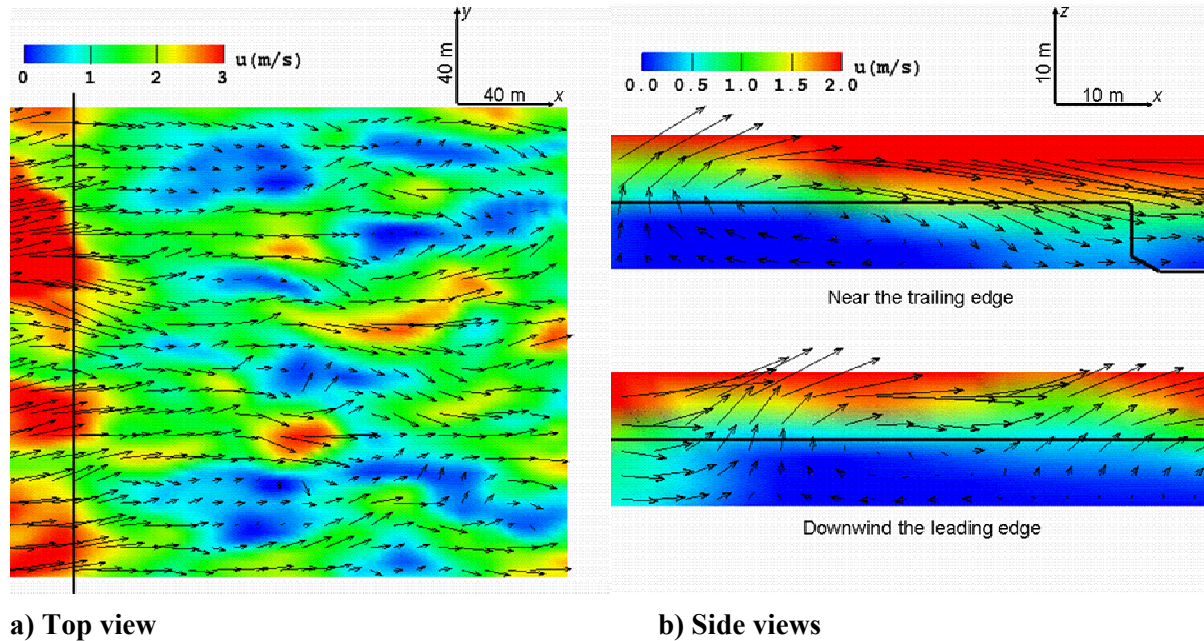 y
40 m
40 m x
u(m/s)
0 1 2 3
z
10 m
10 m x
u(m/s)
0.0 0.5 1.0 1.5 2.0
Near the trailing edge
Downwind the leading edge
a) Top view
b) Side views